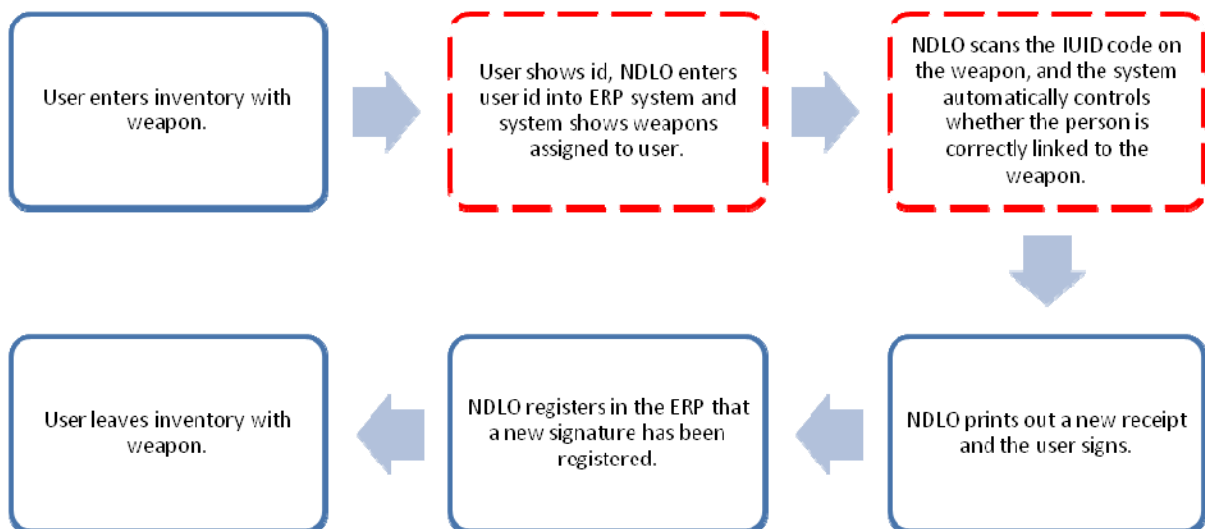 User enters inventory with
weapon.
User shows id, NDLO enters
user id into ERP system and
system shows weapons
assigned to user.
NDLO scans the IUID code on
the weapon, and the system
automatically controls
whether the person is
correctly linked to the
weapon.
NDLO prints out a new receipt
and the user signs.
NDLO registers in the ERP that
a new signature has been
registered.
User leaves inventory with
weapon.